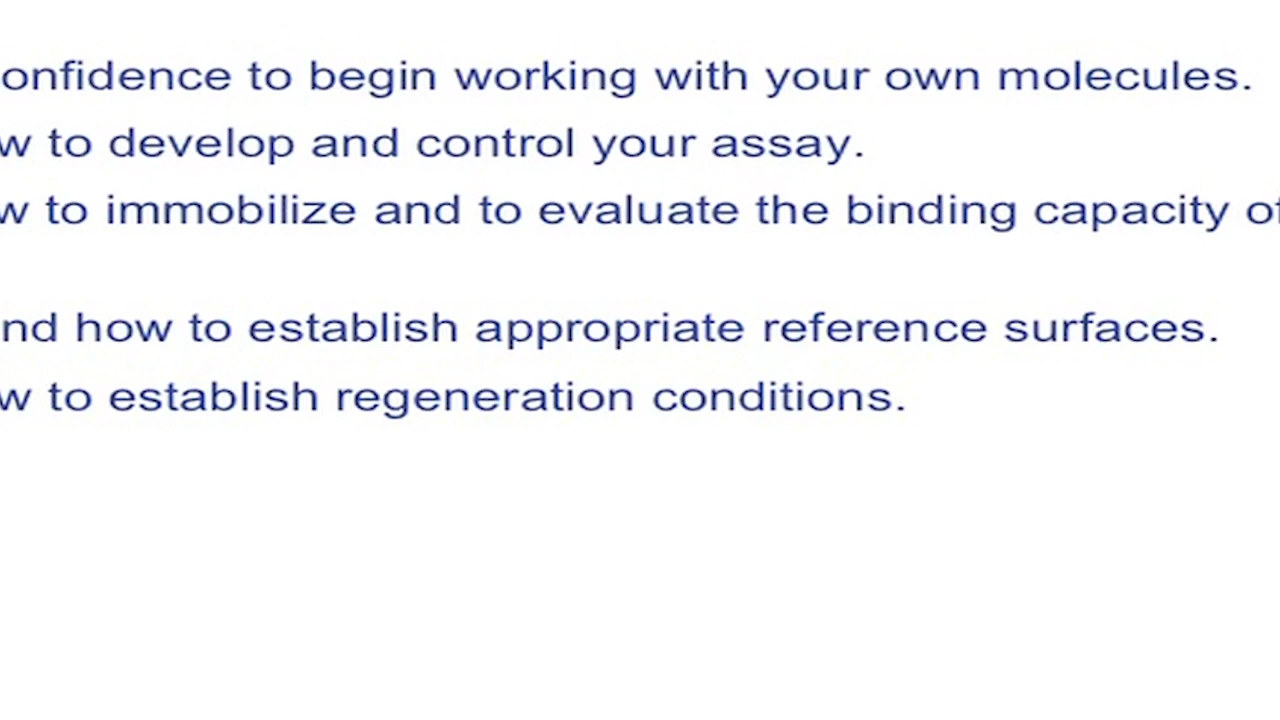 onfidence to begin working with your own molecules.
w to develop and control your assay.
w to immobilize and to evaluate the binding capacity of
nd how to establish appropriate reference surfaces.
w to establish regeneration conditions.